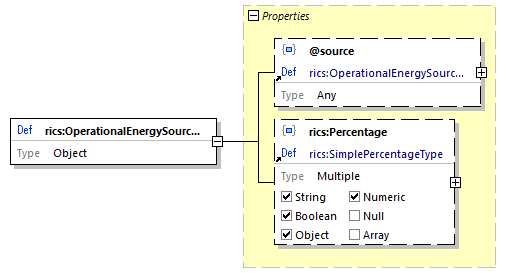 Properties
@source
Def rics:OperationalEnergySourc...
Type Any
Def rics:OperationalEnergySourc...
Type Object
rics:Percentage
Def rics:SimplePercentageType
Type Multiple
String Numeric
Boolean Null
Object Array